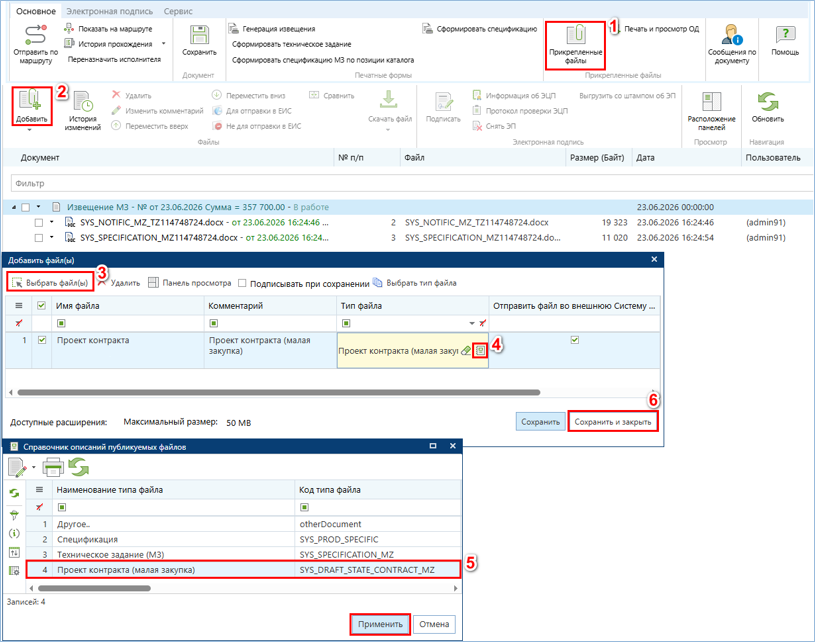 Основное Электронная подпись Сервис
Отправить по маршруту
Показать на маршруте
История прохождения
Переназначить исполнителя
Сохранить
Документ
Генерация извещения
Сформировать техническое задание
Сформировать спецификацию МЗ по позиции каталога
Сформировать спецификацию
Печатные формы
Прикрепленные файлы
1
Печать и просмотр ОД
Прикрепленные файлы
Сообщения по документу
Помощь
Добавить
2
История изменений
Удалить
Изменить комментарий
Переместить вверх
Переместить вниз
Для отправки в ЕИС
Не для отправки в ЕИС
Сравнить
Скачать файл
Файлы
Подписать
Информация об ЭЦП
Протокол проверки ЭЦП
Снять ЭП
Выгрузить со штампом об ЭП
Электронная подпись
Расположение панелей
Просмотр
Обновить
Навигация
Документ № п/п Файл Размер (Байт) Дата Пользователь
Фильтр
Извещение МЗ - № от 23.06.2026 Сумма = 357 700.00 - В работе 23.06.2026 00:00:00
SYS_NOTIFIC_MZ_TZ114748724.docx - от 23.06.2026 16:24:46 ... 2 SYS_NOTIFIC_MZ_TZ114748724.docx 19 323 23.06.2026 16:24:46 (admin91)
SYS_SPECIFICATION_MZ114748724.docx - от 23.06.2026 16:24... 3 SYS_SPECIFICATION_MZ114748724.do... 11 020 23.06.2026 16:24:54 (admin91)
Добавить файл(ы)
Выбрать файл(ы) 3 Удалить Панель просмотра Подписывать при сохранении Выбрать тип файла
Имя файла Комментарий Тип файла Отправить файл во внешнюю Систему ...
1 Проект контракта Проект контракта (малая закупка) Проект контракта (малая закуп 4
6
Доступные расширения: Максимальный размер: 50 MB Сохранить Сохранить и закрыть
Справочник описаний публикуемых файлов
Наименование типа файла Код типа файла
1 Другое.. otherDocument
2 Спецификация SYS_PROD_SPECIFIC
3 Техническое задание (МЗ) SYS_SPECIFICATION_MZ
4 Проект контракта (малая закупка) SYS_DRAFT_STATE_CONTRACT_MZ 5
Записей: 4
Применить Отмена